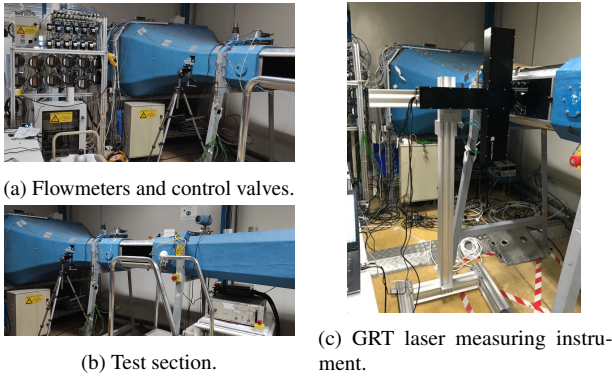 (a) Flowmeters and control valves.
(b) Test section.
(c) GRT laser measuring instru-
ment.